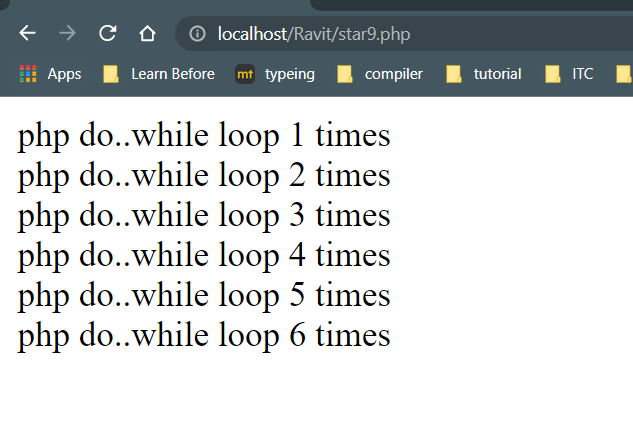 localhost/Ravit/star9.php
Apps Learn Before mt typeing compiler tutorial ITC
php do..while loop 1 times
php do..while loop 2 times
php do..while loop 3 times
php do..while loop 4 times
php do..while loop 5 times
php do..while loop 6 times